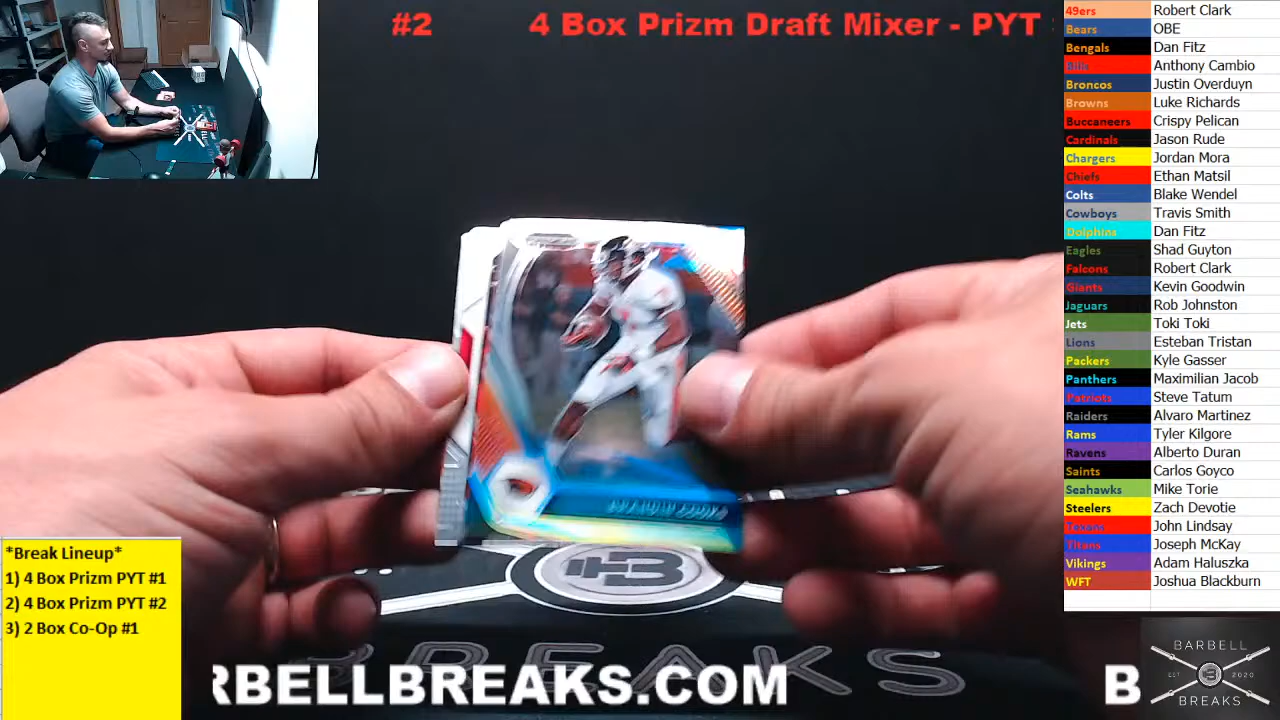 #2 4 Box Prizm Draft Mixer - PYT
49ers Robert Clark
Bears OBE
Bengals Dan Fitz
Bills Anthony Cambio
Broncos Justin Overduyn
Browns Luke Richards
Buccaneers Crispy Pelican
Cardinals Jason Rude
Chargers Jordan Mora
Chiefs Ethan Matsil
Colts Blake Wendel
Cowboys Travis Smith
Dolphins Dan Fitz
Eagles Shad Guyton
Falcons Robert Clark
Giants Kevin Goodwin
Jaguars Rob Johnston
Jets Toki Toki
Lions Esteban Tristan
Packers Kyle Gasser
Panthers Maximilian Jacob
Patriots Steve Tatum
Raiders Alvaro Martinez
Rams Tyler Kilgore
Ravens Alberto Duran
Saints Carlos Goyco
Seahawks Mike Torie
Steelers Zach Devotie
Texans John Lindsay
Titans Joseph McKay
Vikings Adam Haluszka
WFT Joshua Blackburn
*Break Lineup*
1) 4 Box Prizm PYT #1
2) 4 Box Prizm PYT #2
3) 2 Box Co-Op #1
BREAKS
RBELLBREAKS.COM B
BARBELL
EST 2020
BREAKS